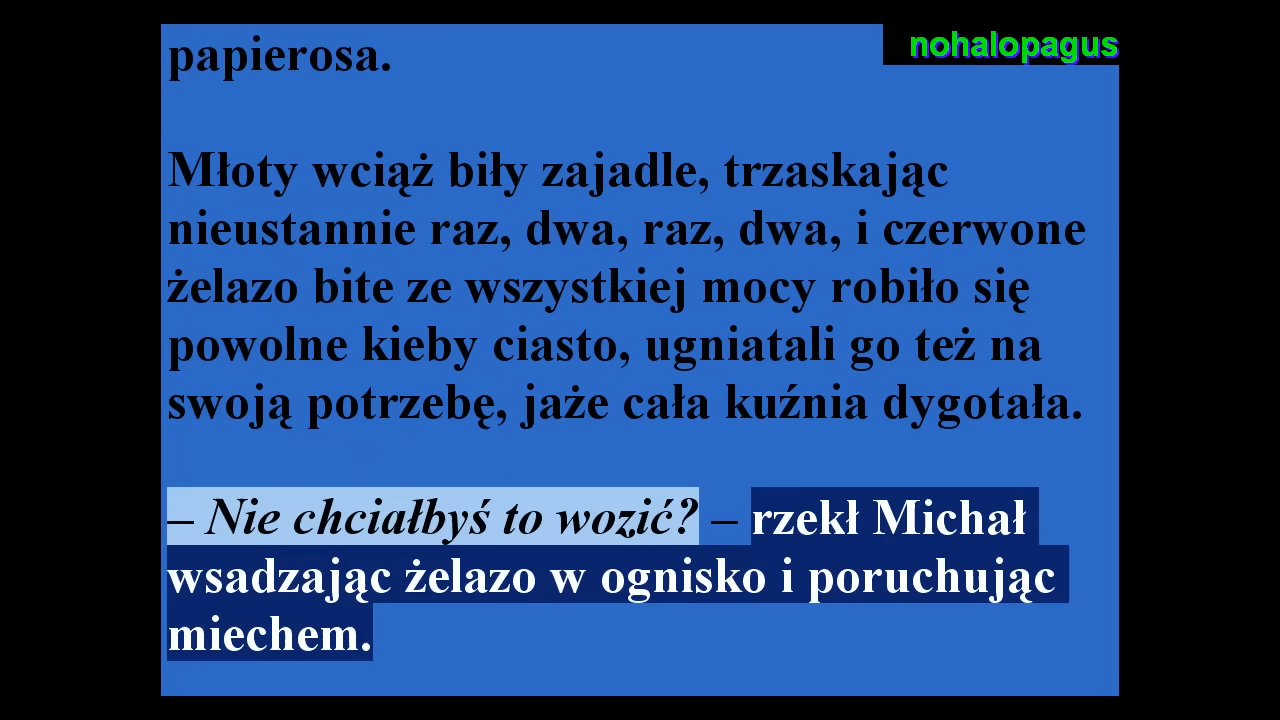 papierosa.
nohalopagus
Młoty wciąż biły zajadle, trzaskając
nieustannie raz, dwa, raz, dwa, i czerwone
żelazo bite ze wszystkiej mocy robiło się
powolne kieby ciasto, ugniatali go też na
swoją potrzebę, jaże cała kuźnia dygotała.
– Nie chciałbyś to wozić? – rzekł Michał
wsadzając żelazo w ognisko i poruchując
miechem.